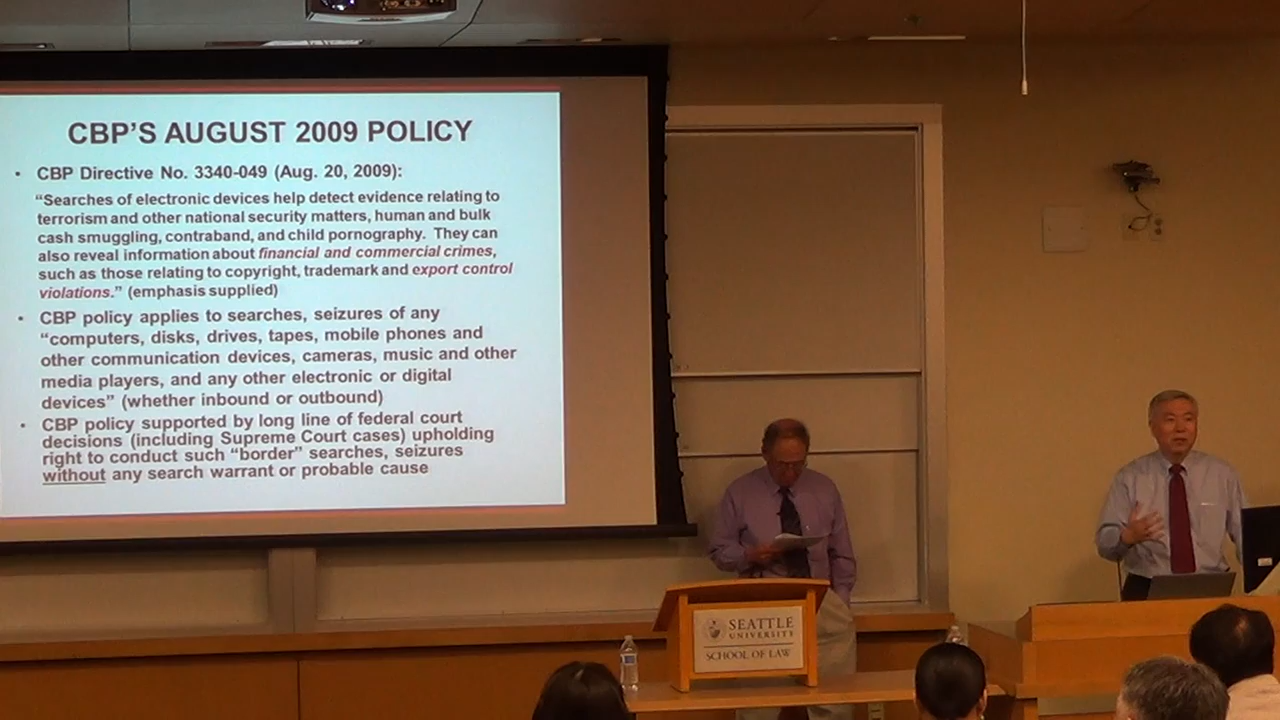 CBP'S AUGUST 2009 POLICY
• CBP Directive No. 3340-049 (Aug. 20, 2009):
“Searches of electronic devices help detect evidence relating to
terrorism and other national security matters, human and bulk
cash smuggling, contraband, and child pornography. They can
also reveal information about financial and commercial crimes,
such as those relating to copyright, trademark and export control
violations.” (emphasis supplied)
• CBP policy applies to searches, seizures of any
“computers, disks, drives, tapes, mobile phones and
other communication devices, cameras, music and other
media players, and any other electronic or digital
devices” (whether inbound or outbound)
• CBP policy supported by long line of federal court
decisions (including Supreme Court cases) upholding
right to conduct such “border” searches, seizures
without any search warrant or probable cause
SEATTLE
UNIVERSITY
SCHOOL OF LAW